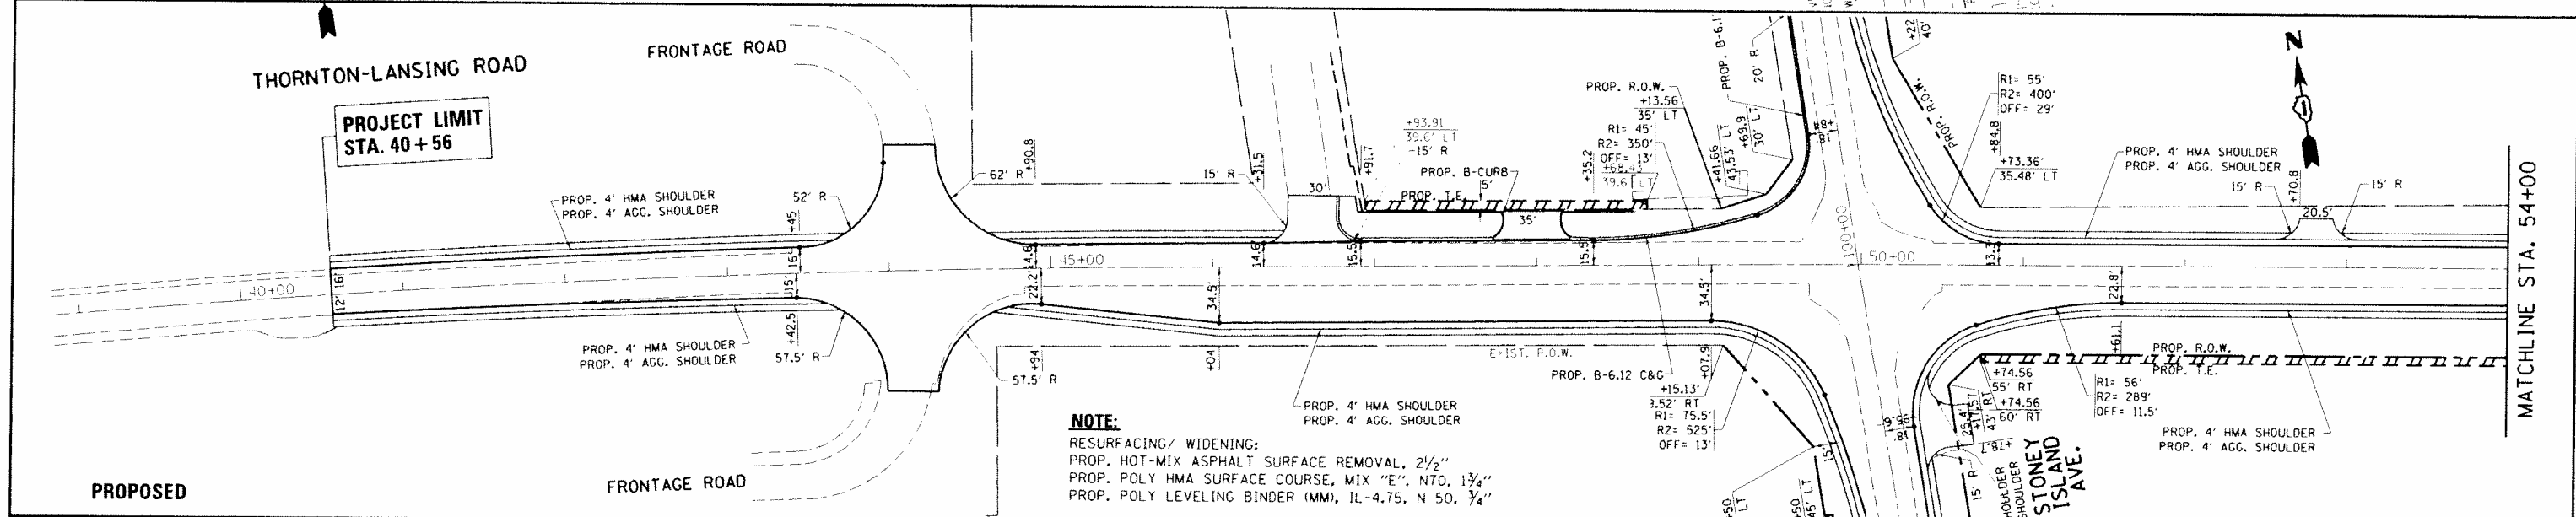 THORNTON-LANSING ROAD
FRONTAGE ROAD
PROJECT LIMIT
STA. 40+56
PROP. 4' HMA SHOULDER
PROP. 4' AGG. SHOULDER
52' R
+45
62' R
+90.8
15' R
+31.5
30'
+91.7
+93.91
39.6' LT
-15' R
PROP. B-CURB
5'
PROP. T.E.
35'
+35.2
PROP. R.O.W.
+13.56
35' LT
R1= 45'
R2= 350'
OFF= 13'
+68.43
39.6' LT
+41.66
43.53' LT
+69.9
30' LT
20' R
18'
PROP. R.O.W.
+22
40'
R1= 55'
R2= 400'
OFF= 29'
+84.8
+73.36'
35.48' LT
PROP. 4' HMA SHOULDER
PROP. 4' AGG. SHOULDER
15' R
+70.8
15' R
20.5'
N
MATCHLINE STA. 54+00
40+00
12'
16'
16'
15'
14.6'
22.2'
45+00
34.5'
14.6'
15.5'
15.5'
34.5'
100+00
50+00
22.8'
PROP. 4' HMA SHOULDER
PROP. 4' AGG. SHOULDER
+42.5
57.5' R
+94
57.5' R
+04
EXIST. R.O.W.
PROP. B-6.12 C&G
+07.9
+15.13'
R1= 75.5'
R2= 525'
OFF= 13'
15'
PROP. 4' HMA SHOULDER
PROP. 4' AGG. SHOULDER
+61.1
PROP. R.O.W.
PROP. T.E.
+74.56
55' RT
+74.56
60' RT
R1= 56'
R2= 289'
OFF= 11.5'
43' RT
25.4'
+78.7
18'
15' R
PROP. 4' HMA SHOULDER
PROP. 4' AGG. SHOULDER
STONEY
ISLAND
AVE.
NOTE:
RESURFACING/ WIDENING:
PROP. HOT-MIX ASPHALT SURFACE REMOVAL, 2½"
PROP. POLY HMA SURFACE COURSE, MIX "E", N70, 1¾"
PROP. POLY LEVELING BINDER (MM), IL-4.75, N 50, ¾"
FRONTAGE ROAD
PROPOSED